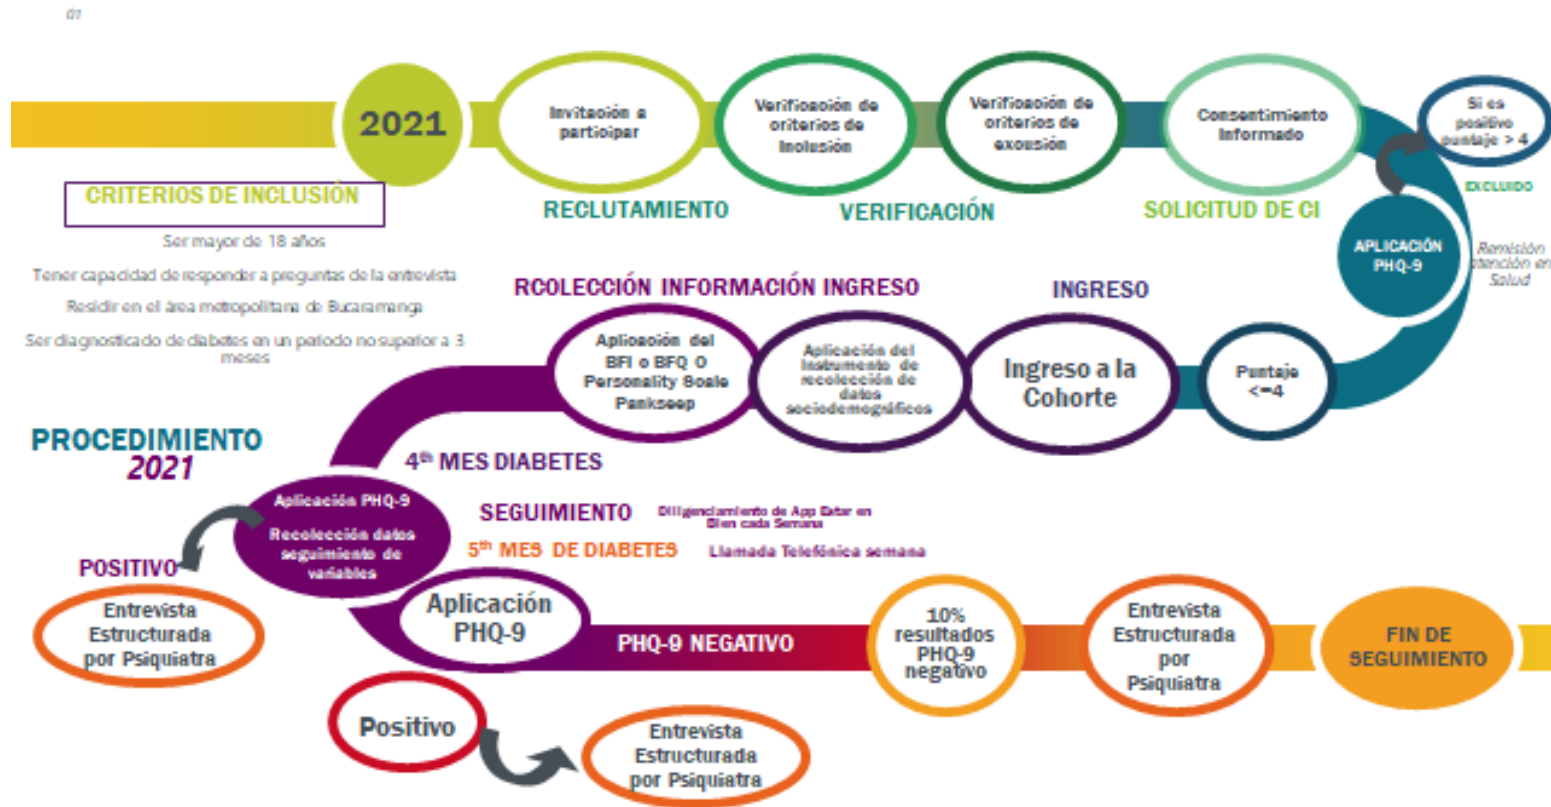 2021
Invitación a
participar
Verificación de
criterios de
Inclusión
Verificación de
criterios de
exousión
Consentimiento
Informado
Si es
positivo
puntaje > 4
CRITERIOS DE INCLUSIÓN
RECLUTAMIENTO
VERIFICACIÓN
SOLICITUD DE CI
EXCLUIDO
Ser mayor de 18 años
Tener capacidad de responder a preguntas de la entrevista
Residir en el área metropolitana de Bucaramanga
Ser diagnosticado de diabetes en un periodo no superior a 3
meses
APLICACIÓN
PHQ-9
Remisión
atención en
Salud
RCOLECCIÓN INFORMACIÓN INGRESO
INGRESO
Aplicación del
BFI o BFQ O
Personality Scale
Pankseep
Aplicación del
Instrumento de
recolección de
datos
sociodemográficos
Ingreso a la
Cohorte
Puntaje
<=4
PROCEDIMIENTO
2021
4th MES DIABETES
Aplicación PHQ-9
Recolección datos
seguimiento de
variables
SEGUIMIENTO
Diligenciamiento de App Estar en
Bien cada Semana
5th MES DE DIABETES
Llamada Telefónica semana
POSITIVO
Entrevista
Estructurada
por Psiquiatra
Aplicación
PHQ-9
PHQ-9 NEGATIVO
10%
resultados
PHQ-9
negativo
Entrevista
Estructurada
por
Psiquiatra
FIN DE
SEGUIMIENTO
Positivo
Entrevista
Estructurada
por Psiquiatra